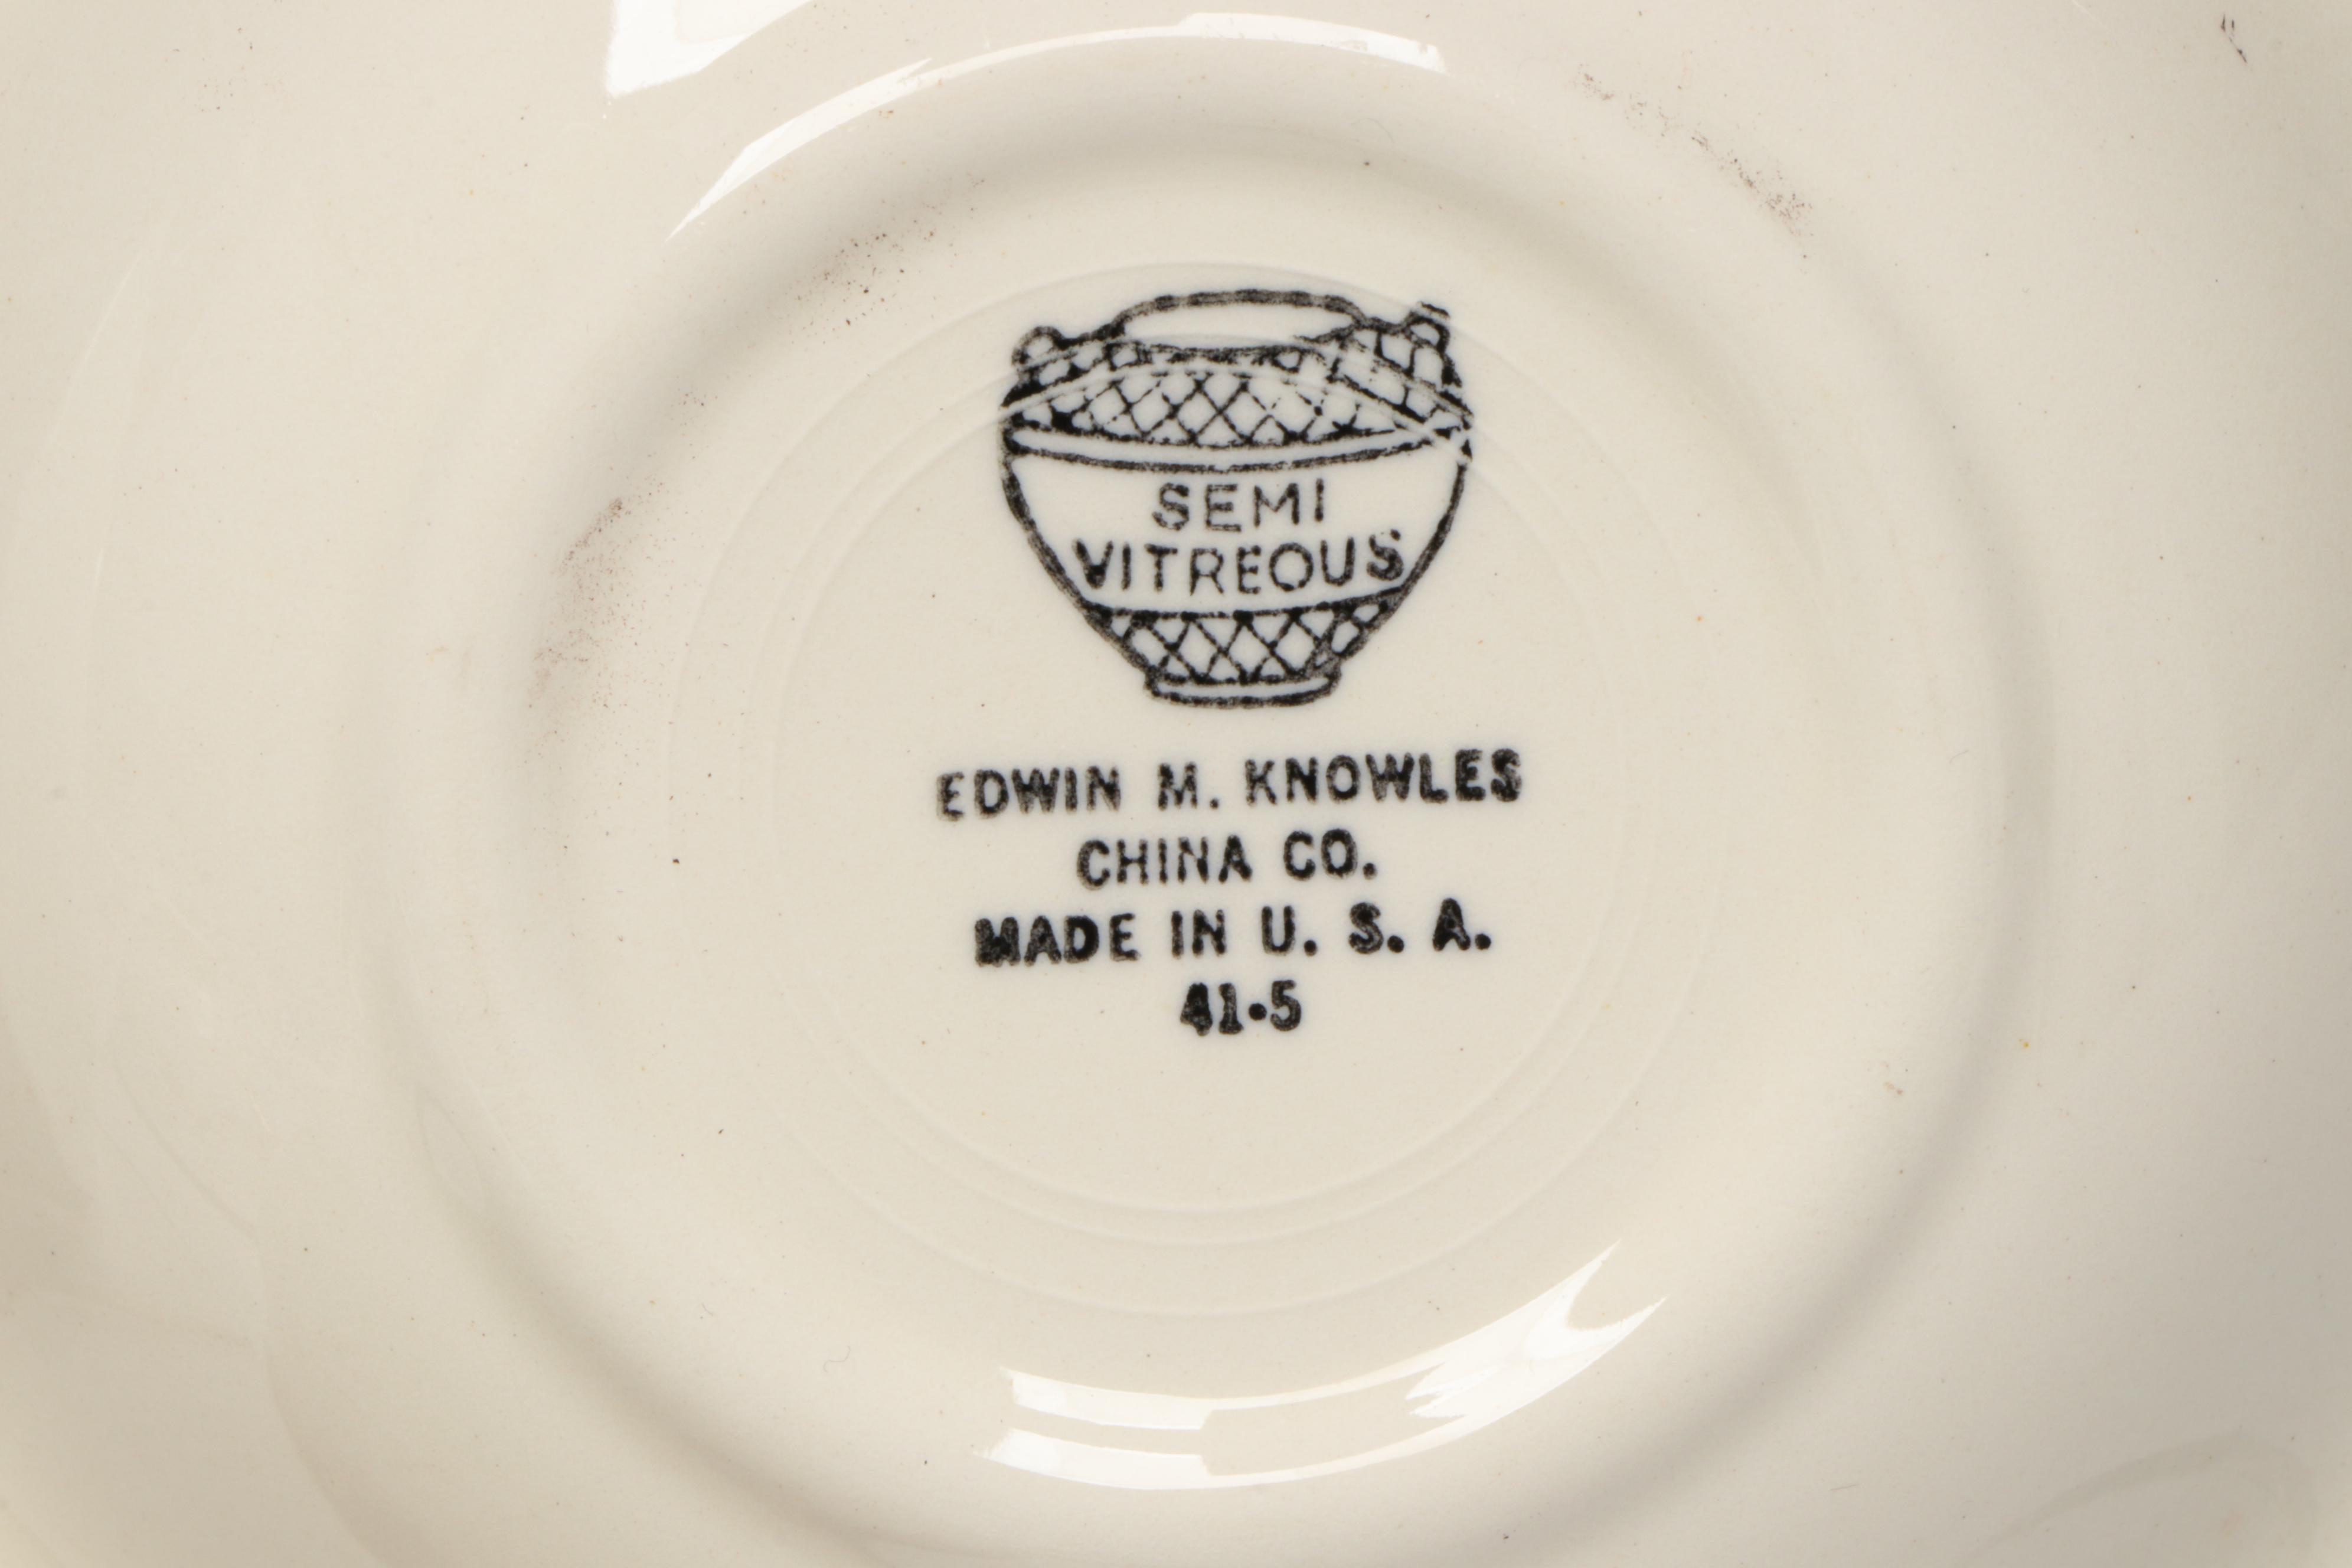 SEMI
VITREOUS
EDWIN M. KNOWLES
CHINA CO.
MADE IN U. S. A.
41•5